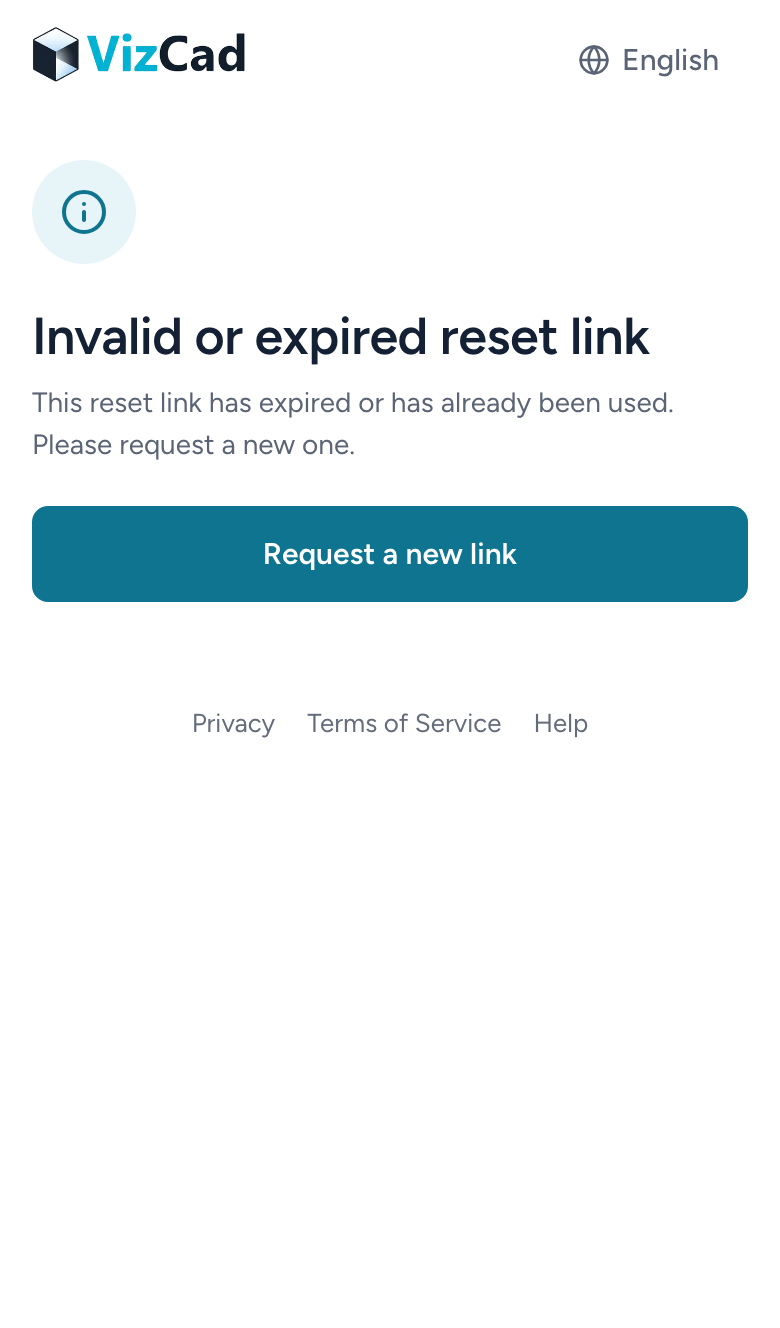 VizCad
English
Invalid or expired reset link
This reset link has expired or has already been used.
Please request a new one.
Request a new link
Privacy Terms of Service Help